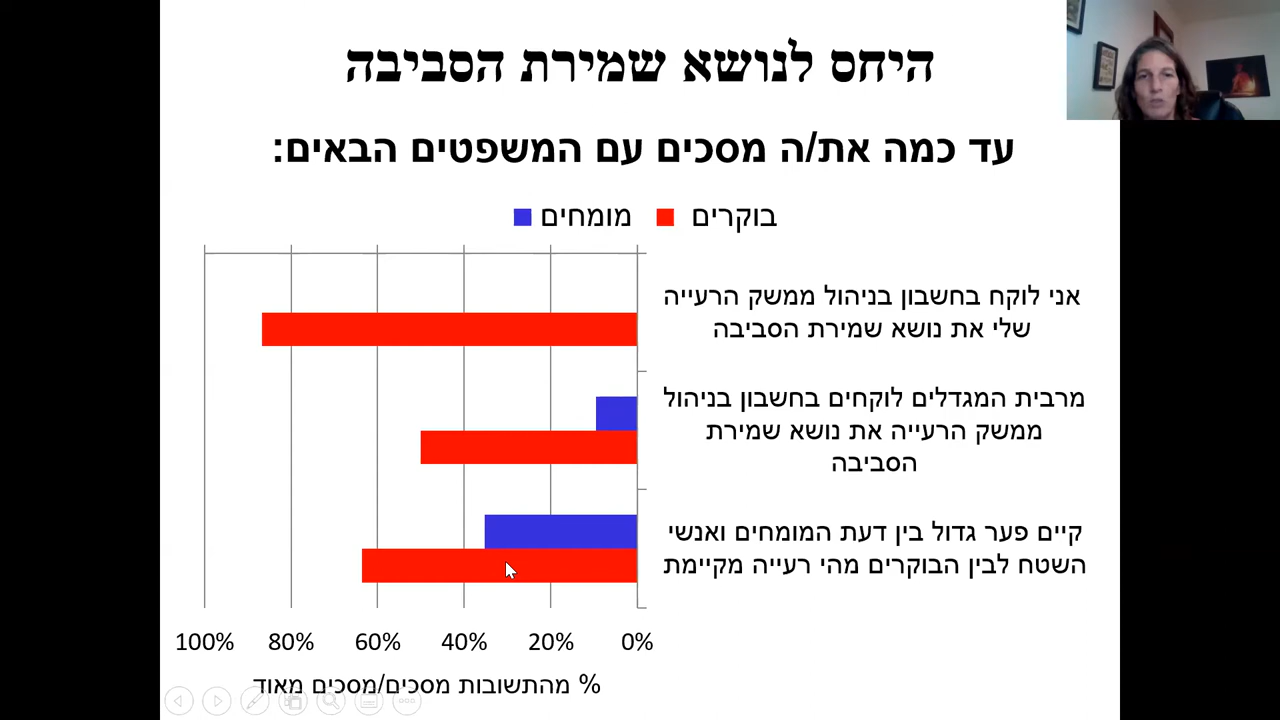 היחס לנושא שמירת הסביבה
עד כמה את/ה מסכים עם המשפטים הבאים:
בוקרים מומחים
אני לוקח בחשבון בניהול ממשק הרעייה
שלי את נושא שמירת הסביבה
מרבית המגדלים לוקחים בחשבון בניהול
ממשק הרעייה את נושא שמירת
הסביבה
קיים פער גדול בין דעת המומחים ואנשי
השטח לבין הבוקרים מהי רעייה מקיימת
100% 80% 60% 40% 20% 0%
% מהתשובות מסכים/מסכים מאוד